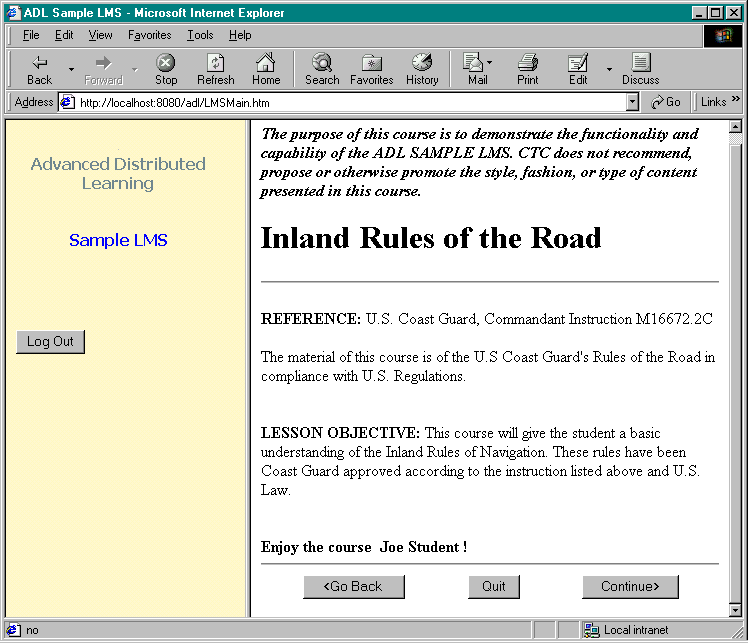 ADL Sample LMS - Microsoft Internet Explorer
File Edit View Favorites Tools Help
Back Forward Stop Refresh Home Search Favorites History Mail Print Edit Discuss
Address http://localhost:8080/adl/LMSMain.htm Go Links »
Advanced Distributed
Learning
Sample LMS
Log Out
The purpose of this course is to demonstrate the functionality and
capability of the ADL SAMPLE LMS. CTC does not recommend,
propose or otherwise promote the style, fashion, or type of content
presented in this course.
Inland Rules of the Road
REFERENCE: U.S. Coast Guard, Commandant Instruction M16672.2C
The material of this course is of the U.S Coast Guard's Rules of the Road in
compliance with U.S. Regulations.
LESSON OBJECTIVE: This course will give the student a basic
understanding of the Inland Rules of Navigation. These rules have been
Coast Guard approved according to the instruction listed above and U.S.
Law.
Enjoy the course Joe Student !
<Go Back Quit Continue>
no Local intranet